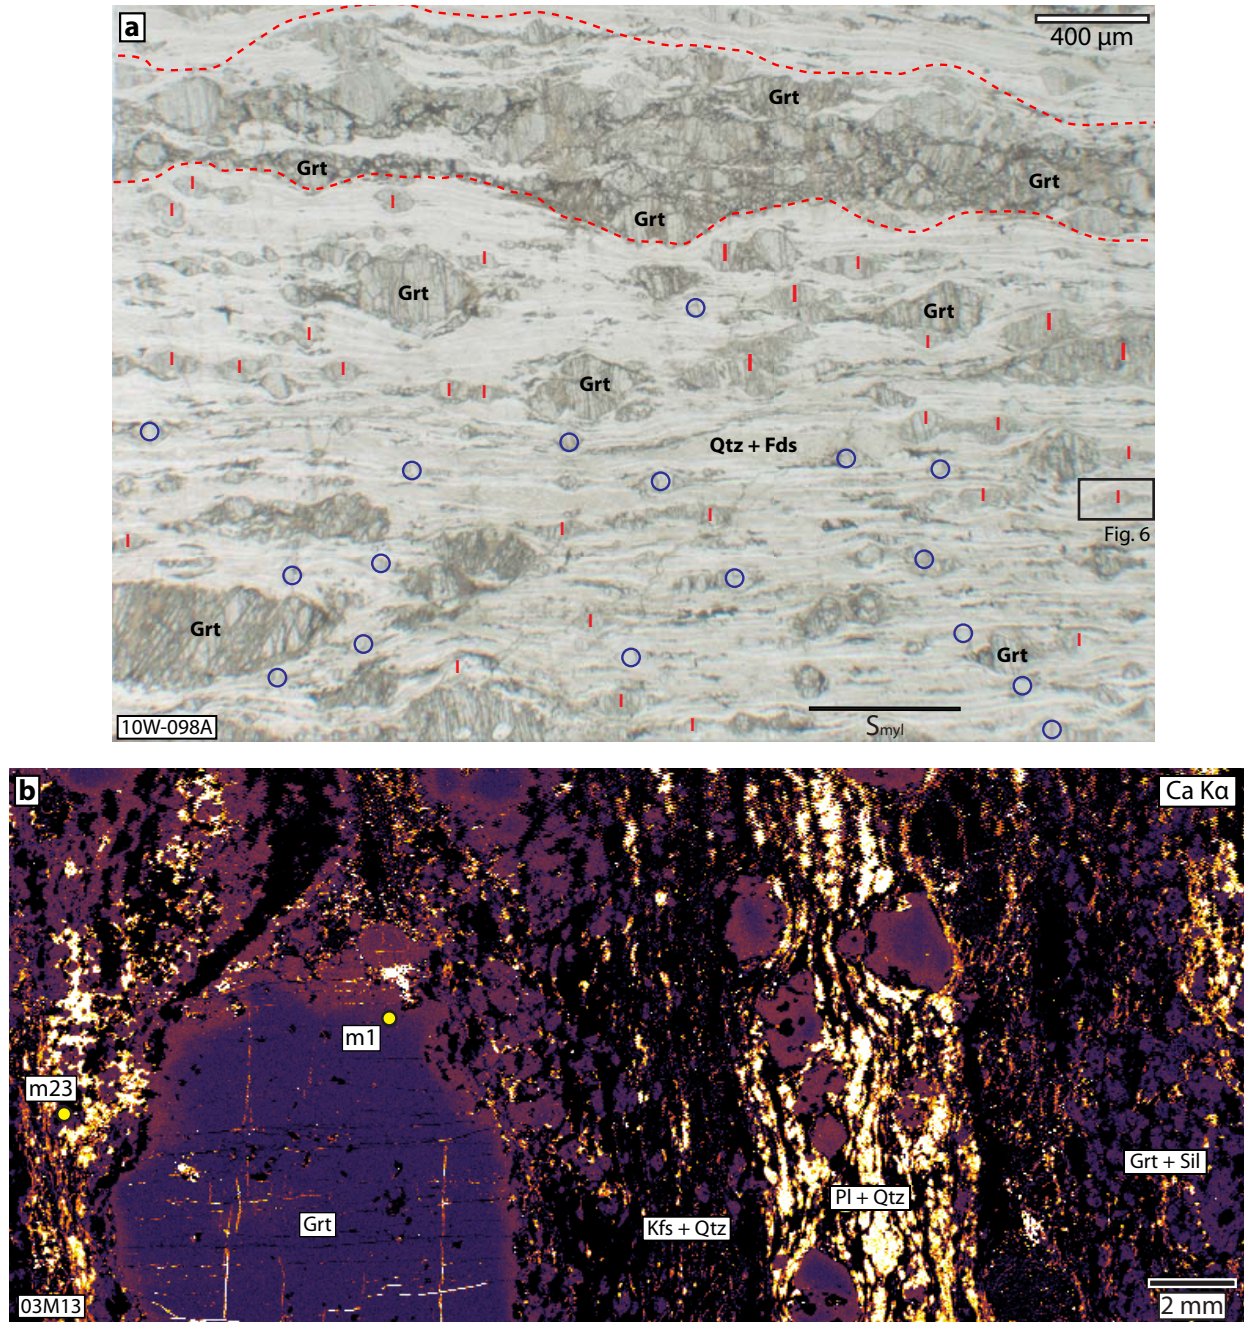 a
400 µm
Grt
Grt
Grt
Grt
Grt
Grt
Grt
Qtz + Fds
Fig. 6
Grt
Grt
10W-098A
Smyl
b
Ca Kα
m1
m23
Grt + Sil
Pl + Qtz
Grt
Kfs + Qtz
03M13
2 mm